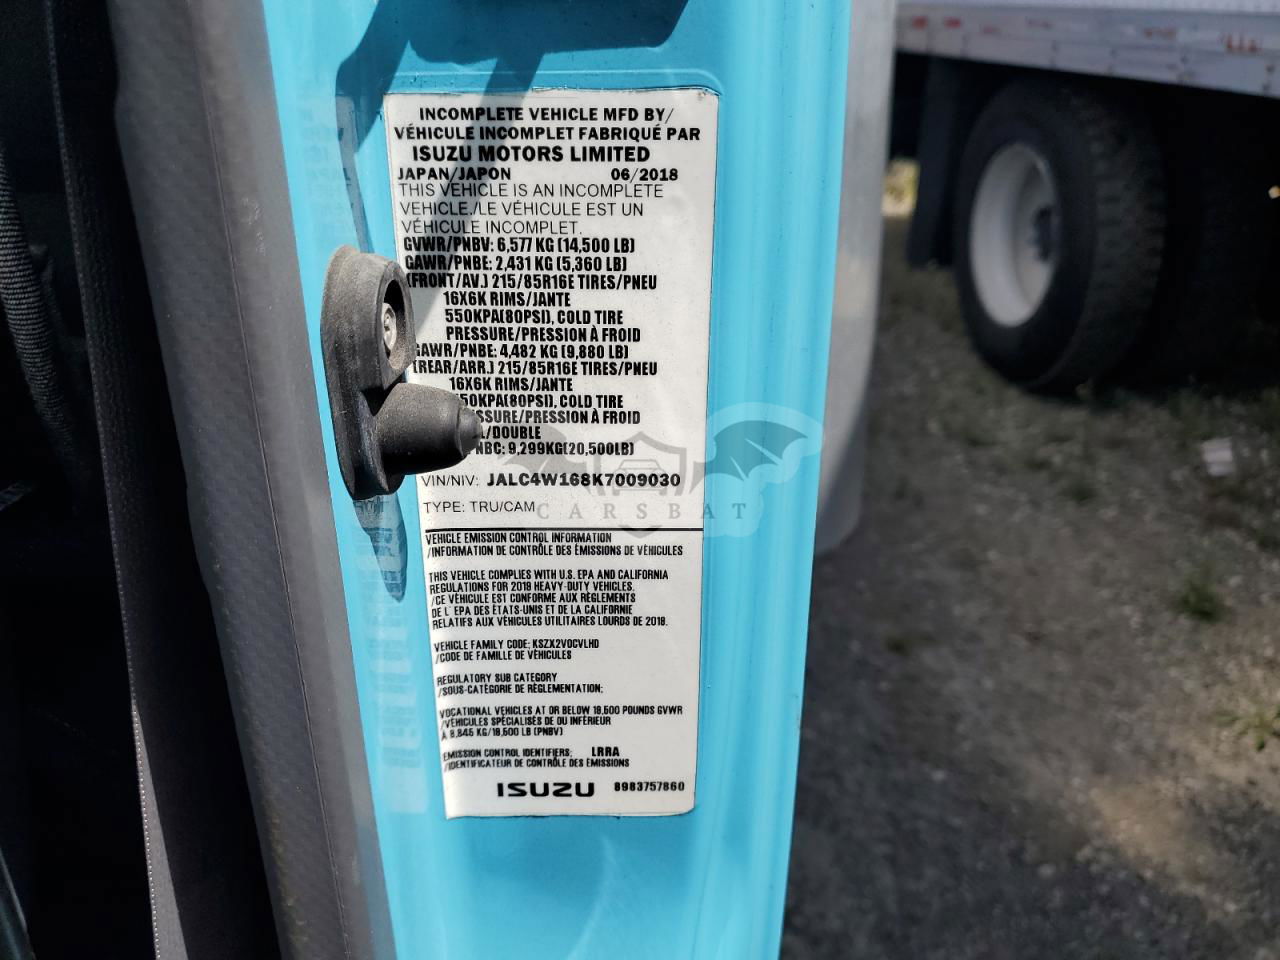 INCOMPLETE VEHICLE MFD BY/
VÉHICULE INCOMPLET FABRIQUÉ PAR
ISUZU MOTORS LIMITED
JAPAN/JAPON 06/2018
THIS VEHICLE IS AN INCOMPLETE
VEHICLE./LE VÉHICULE EST UN
VÉHICULE INCOMPLET.
GVWR/PNBV: 6,577 KG (14,500 LB)
GAWR/PNBE: 2,431 KG (5,360 LB)
(FRONT/AV.) 215/85R16E TIRES/PNEU
16X6K RIMS/JANTE
550KPA(80PSI), COLD TIRE
PRESSURE/PRESSION À FROID
GAWR/PNBE: 4,482 KG (9,880 LB)
(REAR/ARR.) 215/85R16E TIRES/PNEU
16X6K RIMS/JANTE
550KPA(80PSI), COLD TIRE
SSURE/PRESSION À FROID
/DOUBLE
NBC: 9,299KG(20,500LB)
VIN/NIV: JALC4W168K7009030
TYPE: TRU/CAM
CARSBAT
VEHICLE EMISSION CONTROL INFORMATION
/INFORMATION DE CONTRÔLE DES ÉMISSIONS DE VÉHICULES
THIS VEHICLE COMPLIES WITH U.S. EPA AND CALIFORNIA
REGULATIONS FOR 2019 HEAVY-DUTY VEHICLES.
/CE VÉHICULE EST CONFORME AUX RÈGLEMENTS
DE L'EPA DES ÉTATS-UNIS ET DE LA CALIFORNIE
RELATIFS AUX VÉHICULES UTILITAIRES LOURDS DE 2019.
VEHICLE FAMILY CODE: KSZX2VOCVLHD
/CODE DE FAMILLE DE VÉHICULES
REGULATORY SUB CATEGORY
/SOUS-CATÉGORIE DE RÉGLEMENTATION:
VOCATIONAL VEHICLES AT OR BELOW 19,500 POUNDS GVWR
/VÉHICULES SPÉCIALISÉS DE OU INFÉRIEUR
À 8,845 KG/19,500 LB (PNBV)
EMISSION CONTROL IDENTIFIERS: LRRA
/IDENTIFICATEUR DE CONTRÔLE DES ÉMISSIONS
ISUZU 8983757860